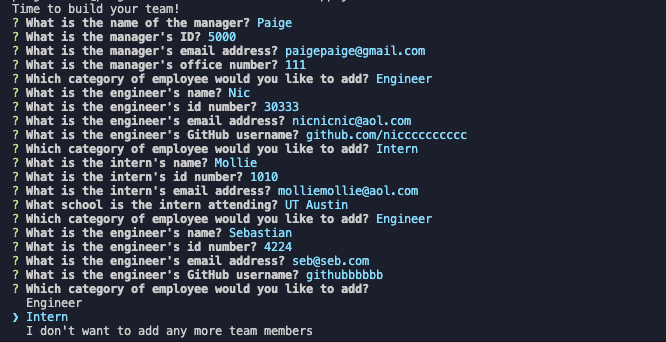 Time to build your team!
? What is the name of the manager? Paige
? What is the manager's ID? 5000
? What is the manager's email address? paigepaige@gmail.com
? What is the manager's office number? 111
? Which category of employee would you like to add? Engineer
? What is the engineer's name? Nic
? What is the engineer's id number? 30333
? What is the engineer's email address? nicnicnic@aol.com
? What is the engineer's GitHub username? github.com/niccccccccccc
? Which category of employee would you like to add? Intern
? What is the intern's name? Mollie
? What is the intern's id number? 1010
? What is the intern's email address? molliemollie@aol.com
? What school is the intern attending? UT Austin
? Which category of employee would you like to add? Engineer
? What is the engineer's name? Sebastian
? What is the engineer's id number? 4224
? What is the engineer's email address? seb@seb.com
? What is the engineer's GitHub username? githubbbbbb
? Which category of employee would you like to add?
Engineer
❯ Intern
I don't want to add any more team members